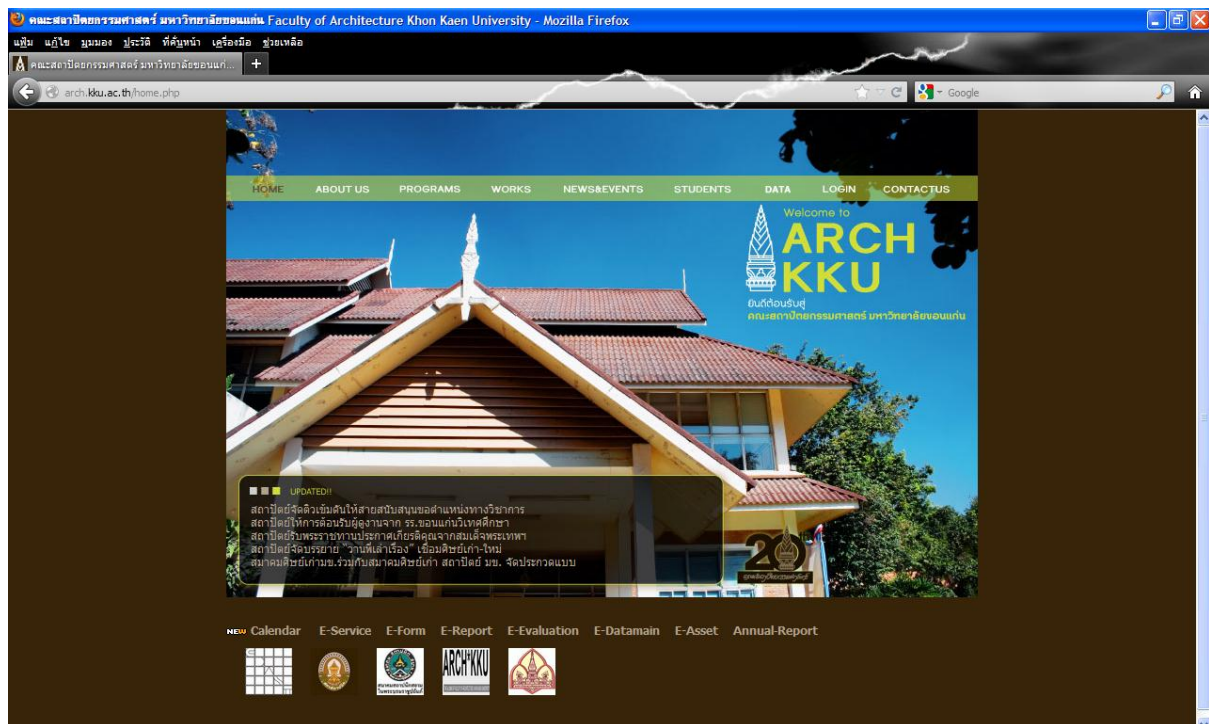 คณะสถาปัตยกรรมศาสตร์ มหาวิทยาลัยขอนแก่น Faculty of Architecture Khon Kaen University - Mozilla Firefox
แฟ้ม แก้ไข มุมมอง ประวัติ ที่คั่นหน้า เครื่องมือ ช่วยเหลือ
คณะสถาปัตยกรรมศาสตร์ มหาวิทยาลัยขอนแก่... +
arch.kku.ac.th/home.php Google
HOME ABOUT US PROGRAMS WORKS NEWS&EVENTS STUDENTS DATA LOGIN CONTACTUS
Welcome to
ARCH
KKU
ยินดีต้อนรับสู่
คณะสถาปัตยกรรมศาสตร์ มหาวิทยาลัยขอนแก่น
UPDATED!!
สถาปัตย์จัดติวเข้มดันให้สายสนับสนุนขอตำแหน่งทางวิชาการ
สถาปัตย์ให้การต้อนรับผู้ดูงานจาก รร.ขอนแก่นวิเทศศึกษา
สถาปัตย์รับพระราชทานประกาศเกียรติคุณจากสมเด็จพระเทพฯ
สถาปัตย์จัดบรรยาย "วานพี่เล่าเรื่อง" เชื่อมศิษย์เก่า-ใหม่
สมาคมศิษย์เก่ามข.ร่วมกับสมาคมศิษย์เก่า สถาปัตย์ มข. จัดประกวดแบบ
20
NEW Calendar E-Service E-Form E-Report E-Evaluation E-Datamain E-Asset Annual-Report
ARCH*KKU